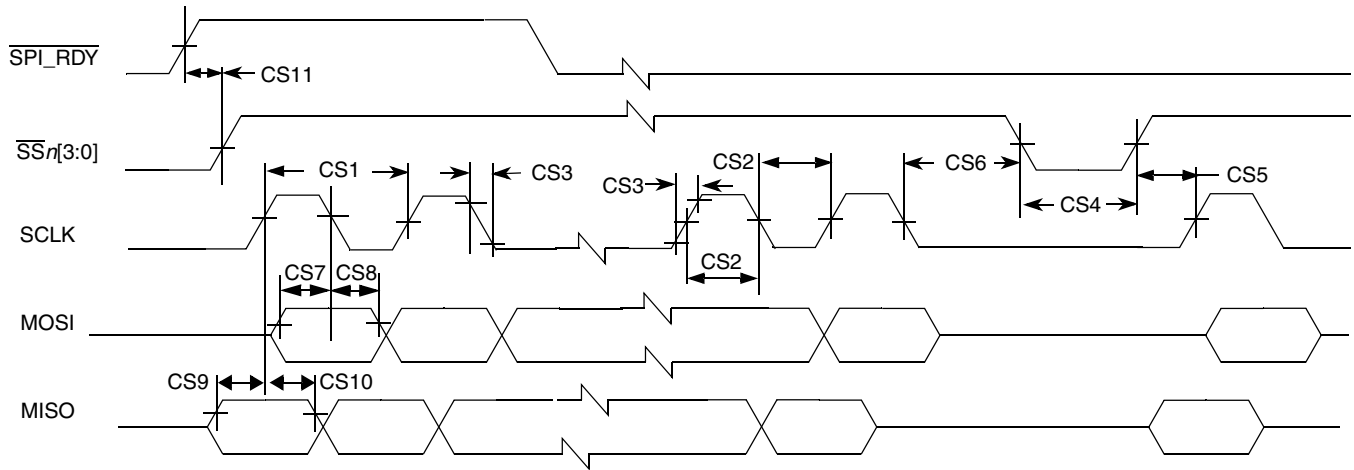 SPI_RDY
CS11
SSn[3:0]
CS1
CS3
CS3
CS2
CS6
CS5
CS4
SCLK
CS2
CS7
CS8
MOSI
CS9
CS10
MISO